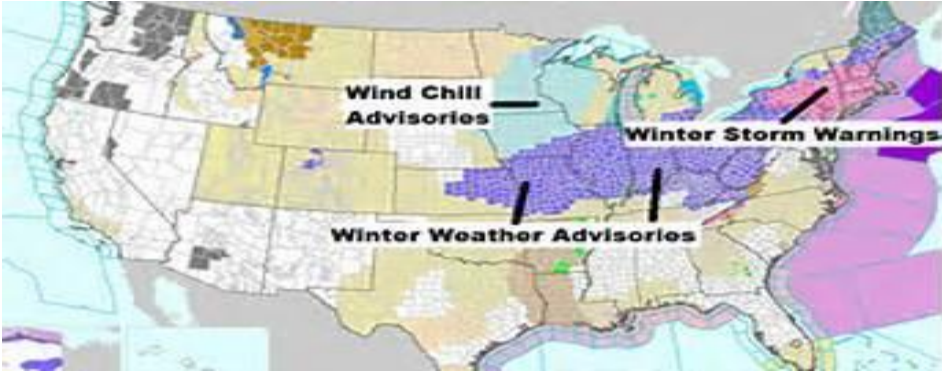 Wind Chill
Advisories
Winter Storm Warnings
Winter Weather Advisories